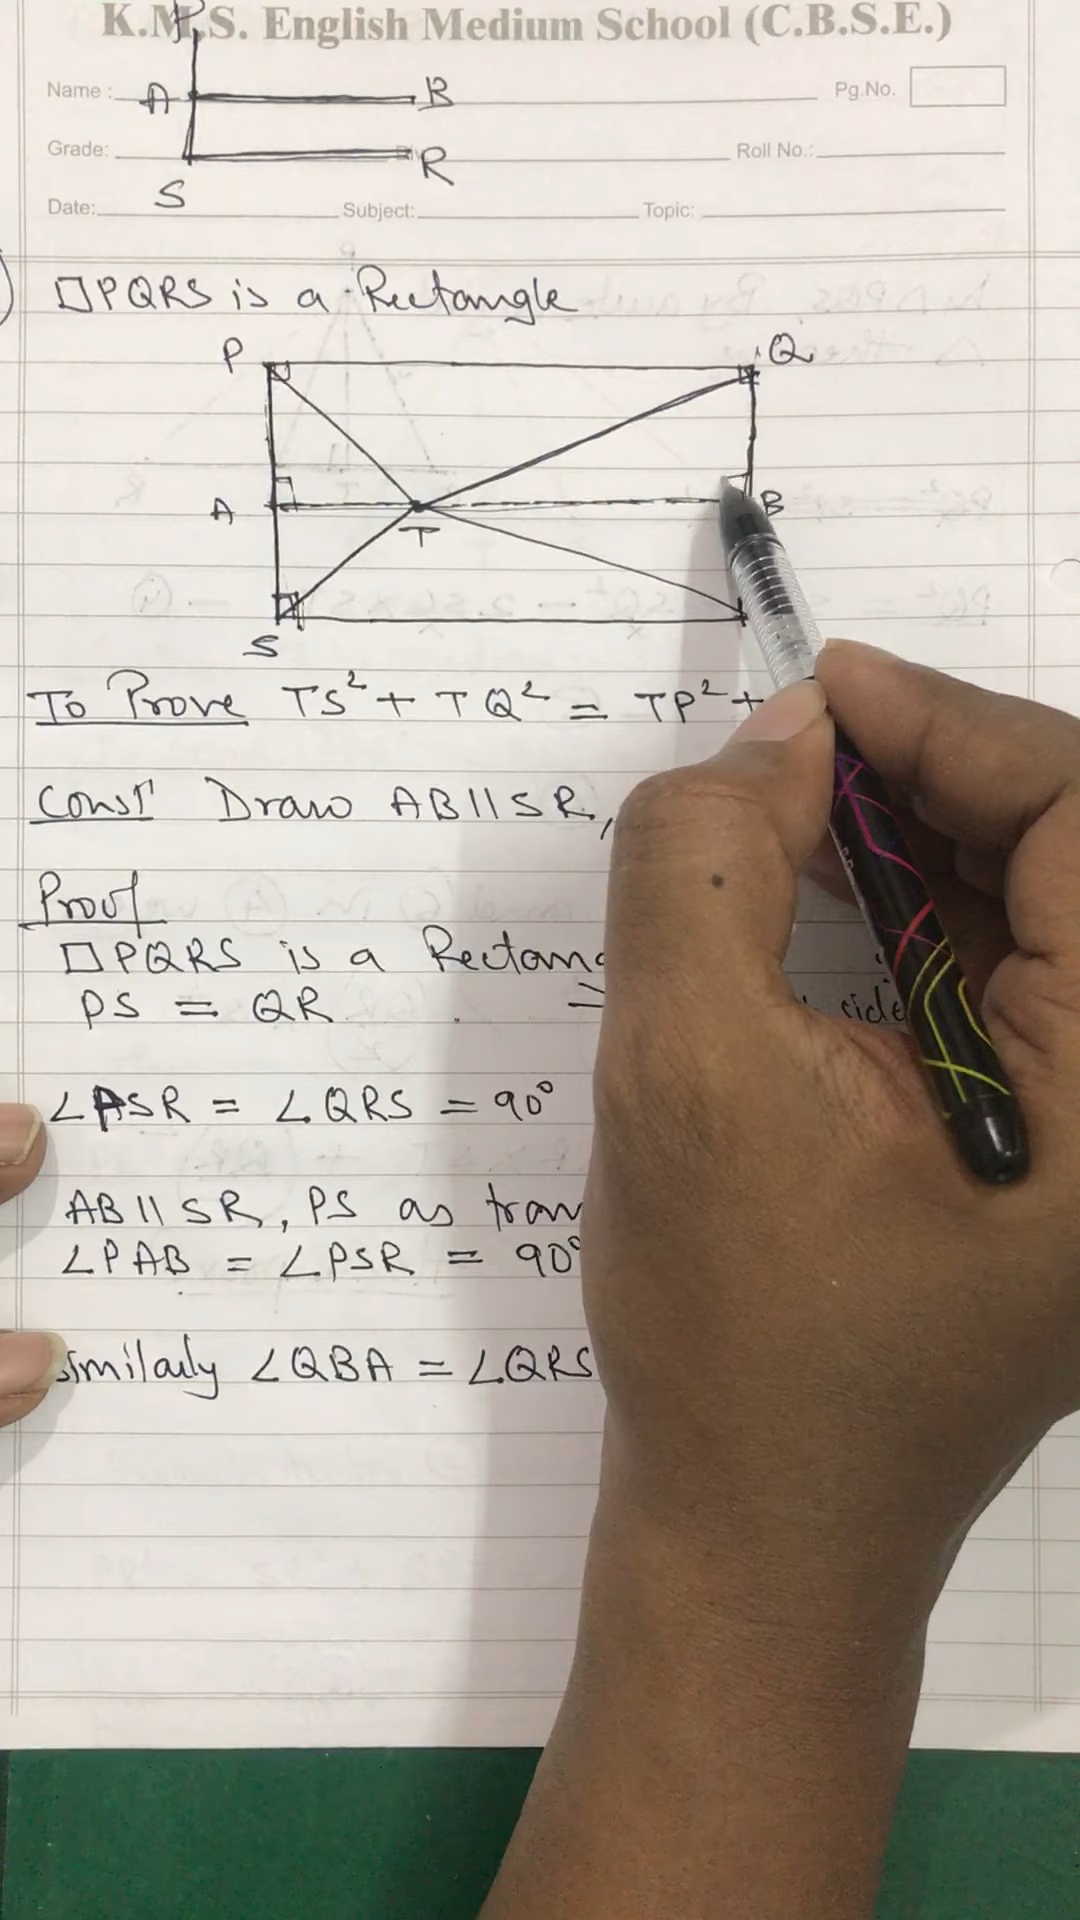 K.M.S. English Medium School (C.B.S.E.)
Name :
Pg.No.
A B
Grade:
Roll No.:
S R
Date: Subject: Topic:
□PQRS is a Rectangle
P Q
A B
T
S
To Prove TS² + TQ² = TP² +
Const Draw AB || SR,
Proof
□PQRS is a
PS = QR ⇒ side
∠PSR = ∠QRS = 90°
AB || SR, PS as
∠PAB = ∠PSR = 90°
Similarly ∠QBA = ∠QRS